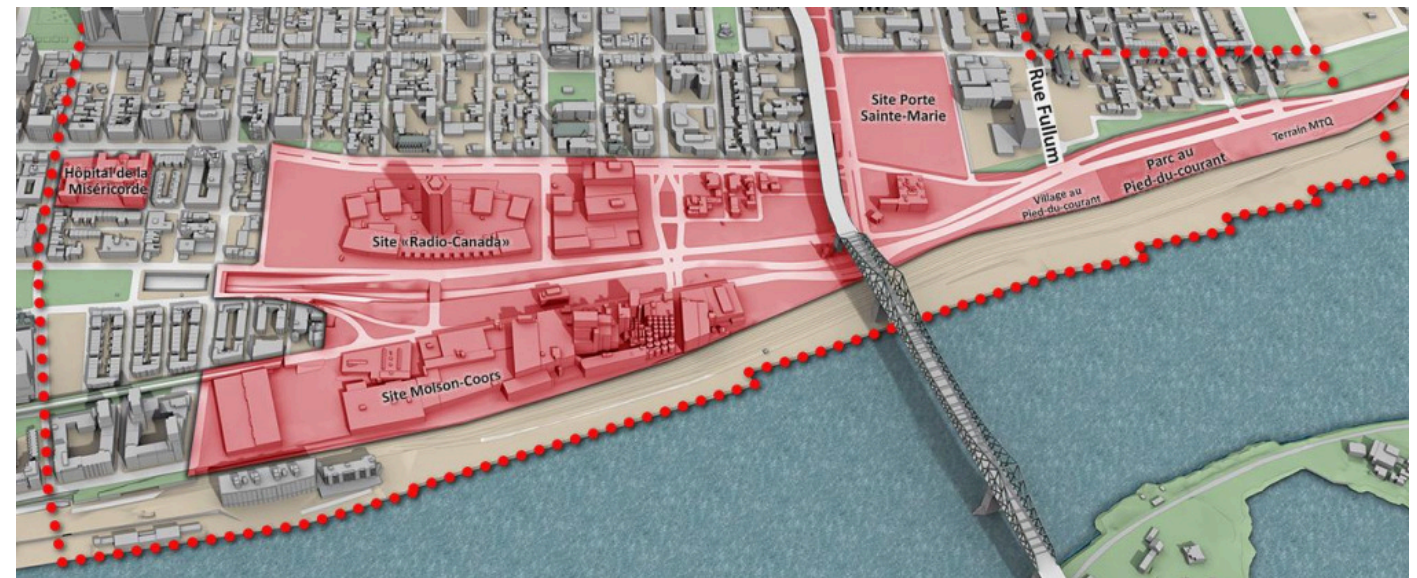 Hôpital de la
Miséricorde
Site «Radio-Canada»
Site Molson-Coors
Site Porte
Sainte-Marie
Rue Fullum
Village au
Pied-du-courant
Parc au
Pied-du-courant
Terrain MTQ